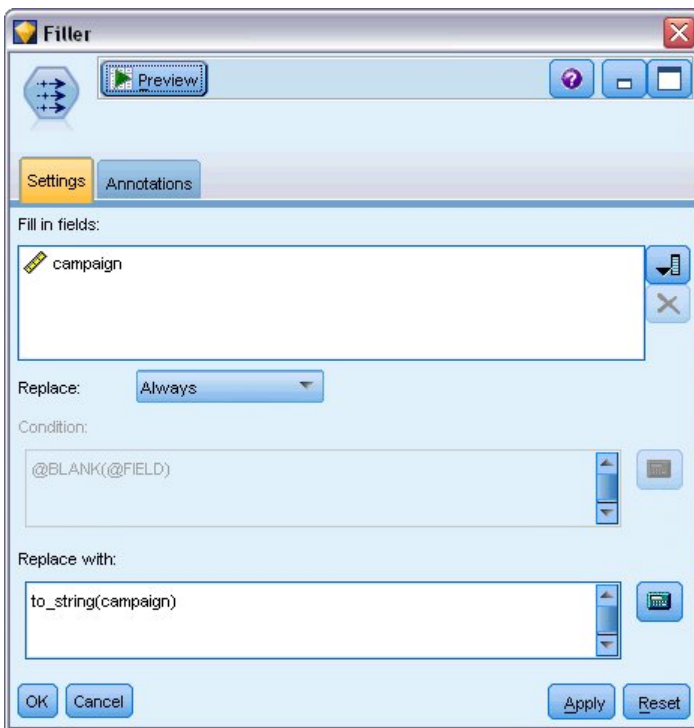 Filler
Preview
Settings Annotations
Fill in fields:
campaign
Replace: Always
Condition:
@BLANK(@FIELD)
Replace with:
to_string(campaign)
OK Cancel Apply Reset